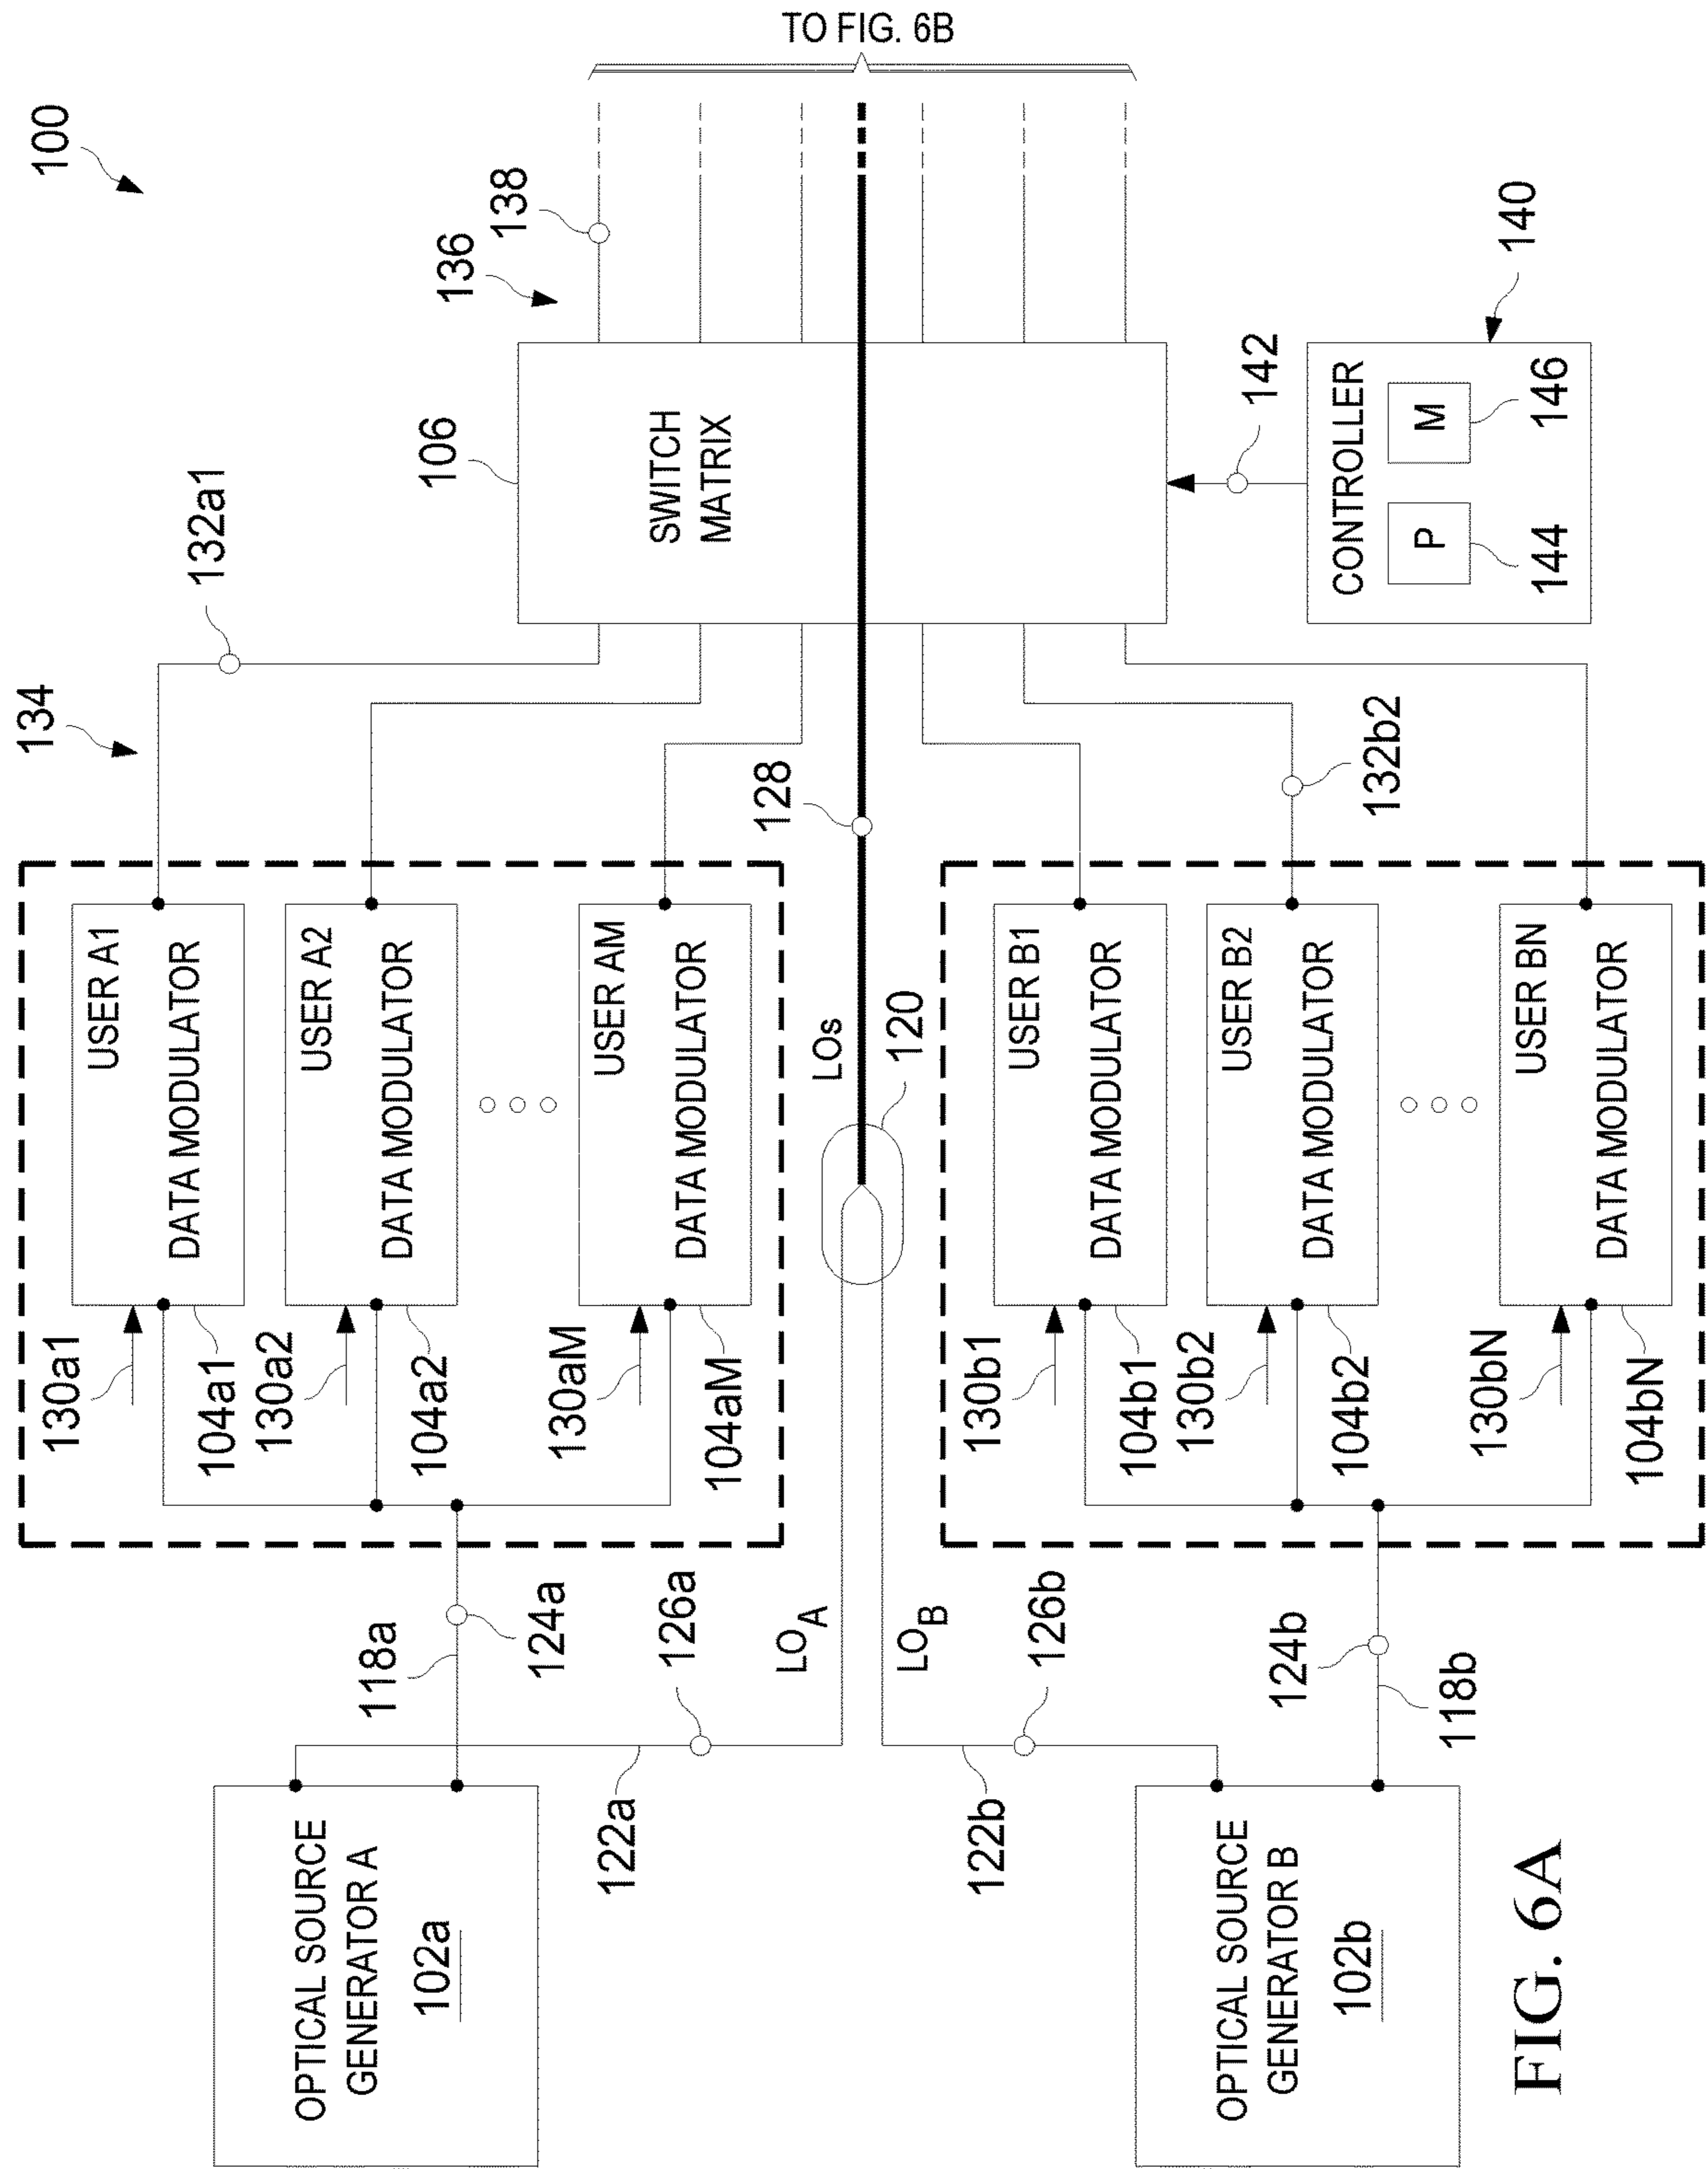 TO FIG. 6B
100
138
136
106
SWITCH
MATRIX
142
140
CONTROLLER
P
M
144
146
132a1
134
128
132b2
USER A1
DATA MODULATOR
130a1
104a1
USER A2
DATA MODULATOR
130a2
104a2
USER AM
DATA MODULATOR
130aM
104aM
LOs
120
USER B1
DATA MODULATOR
130b1
104b1
USER B2
DATA MODULATOR
130b2
104b2
USER BN
DATA MODULATOR
130bN
104bN
118a
124a
126a
LOA
LOB
126b
124b
118b
122a
122b
OPTICAL SOURCE
GENERATOR A
102a
OPTICAL SOURCE
GENERATOR B
102b
FIG. 6A